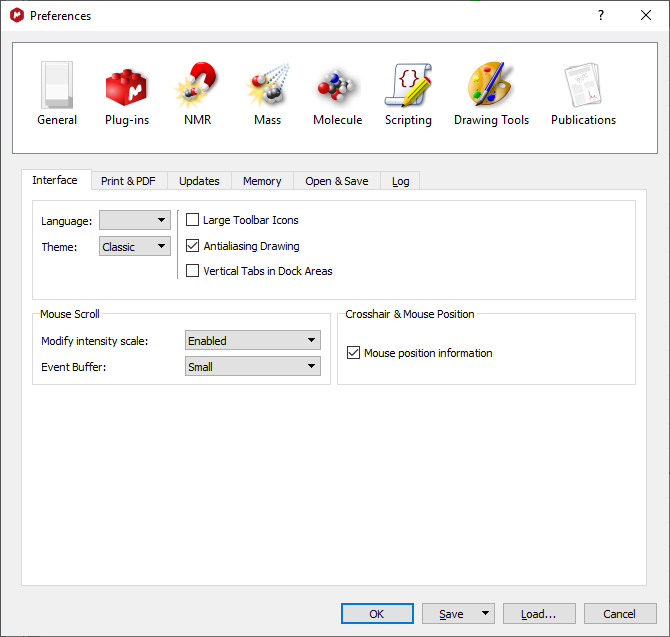 Preferences
?
General Plug-ins NMR Mass Molecule Scripting Drawing Tools Publications
Interface Print & PDF Updates Memory Open & Save Log
Language: Large Toolbar Icons
Theme: Classic Antialiasing Drawing
Vertical Tabs in Dock Areas
Mouse Scroll Crosshair & Mouse Position
Modify intensity scale: Enabled
Mouse position information
Event Buffer: Small
OK Save Load... Cancel